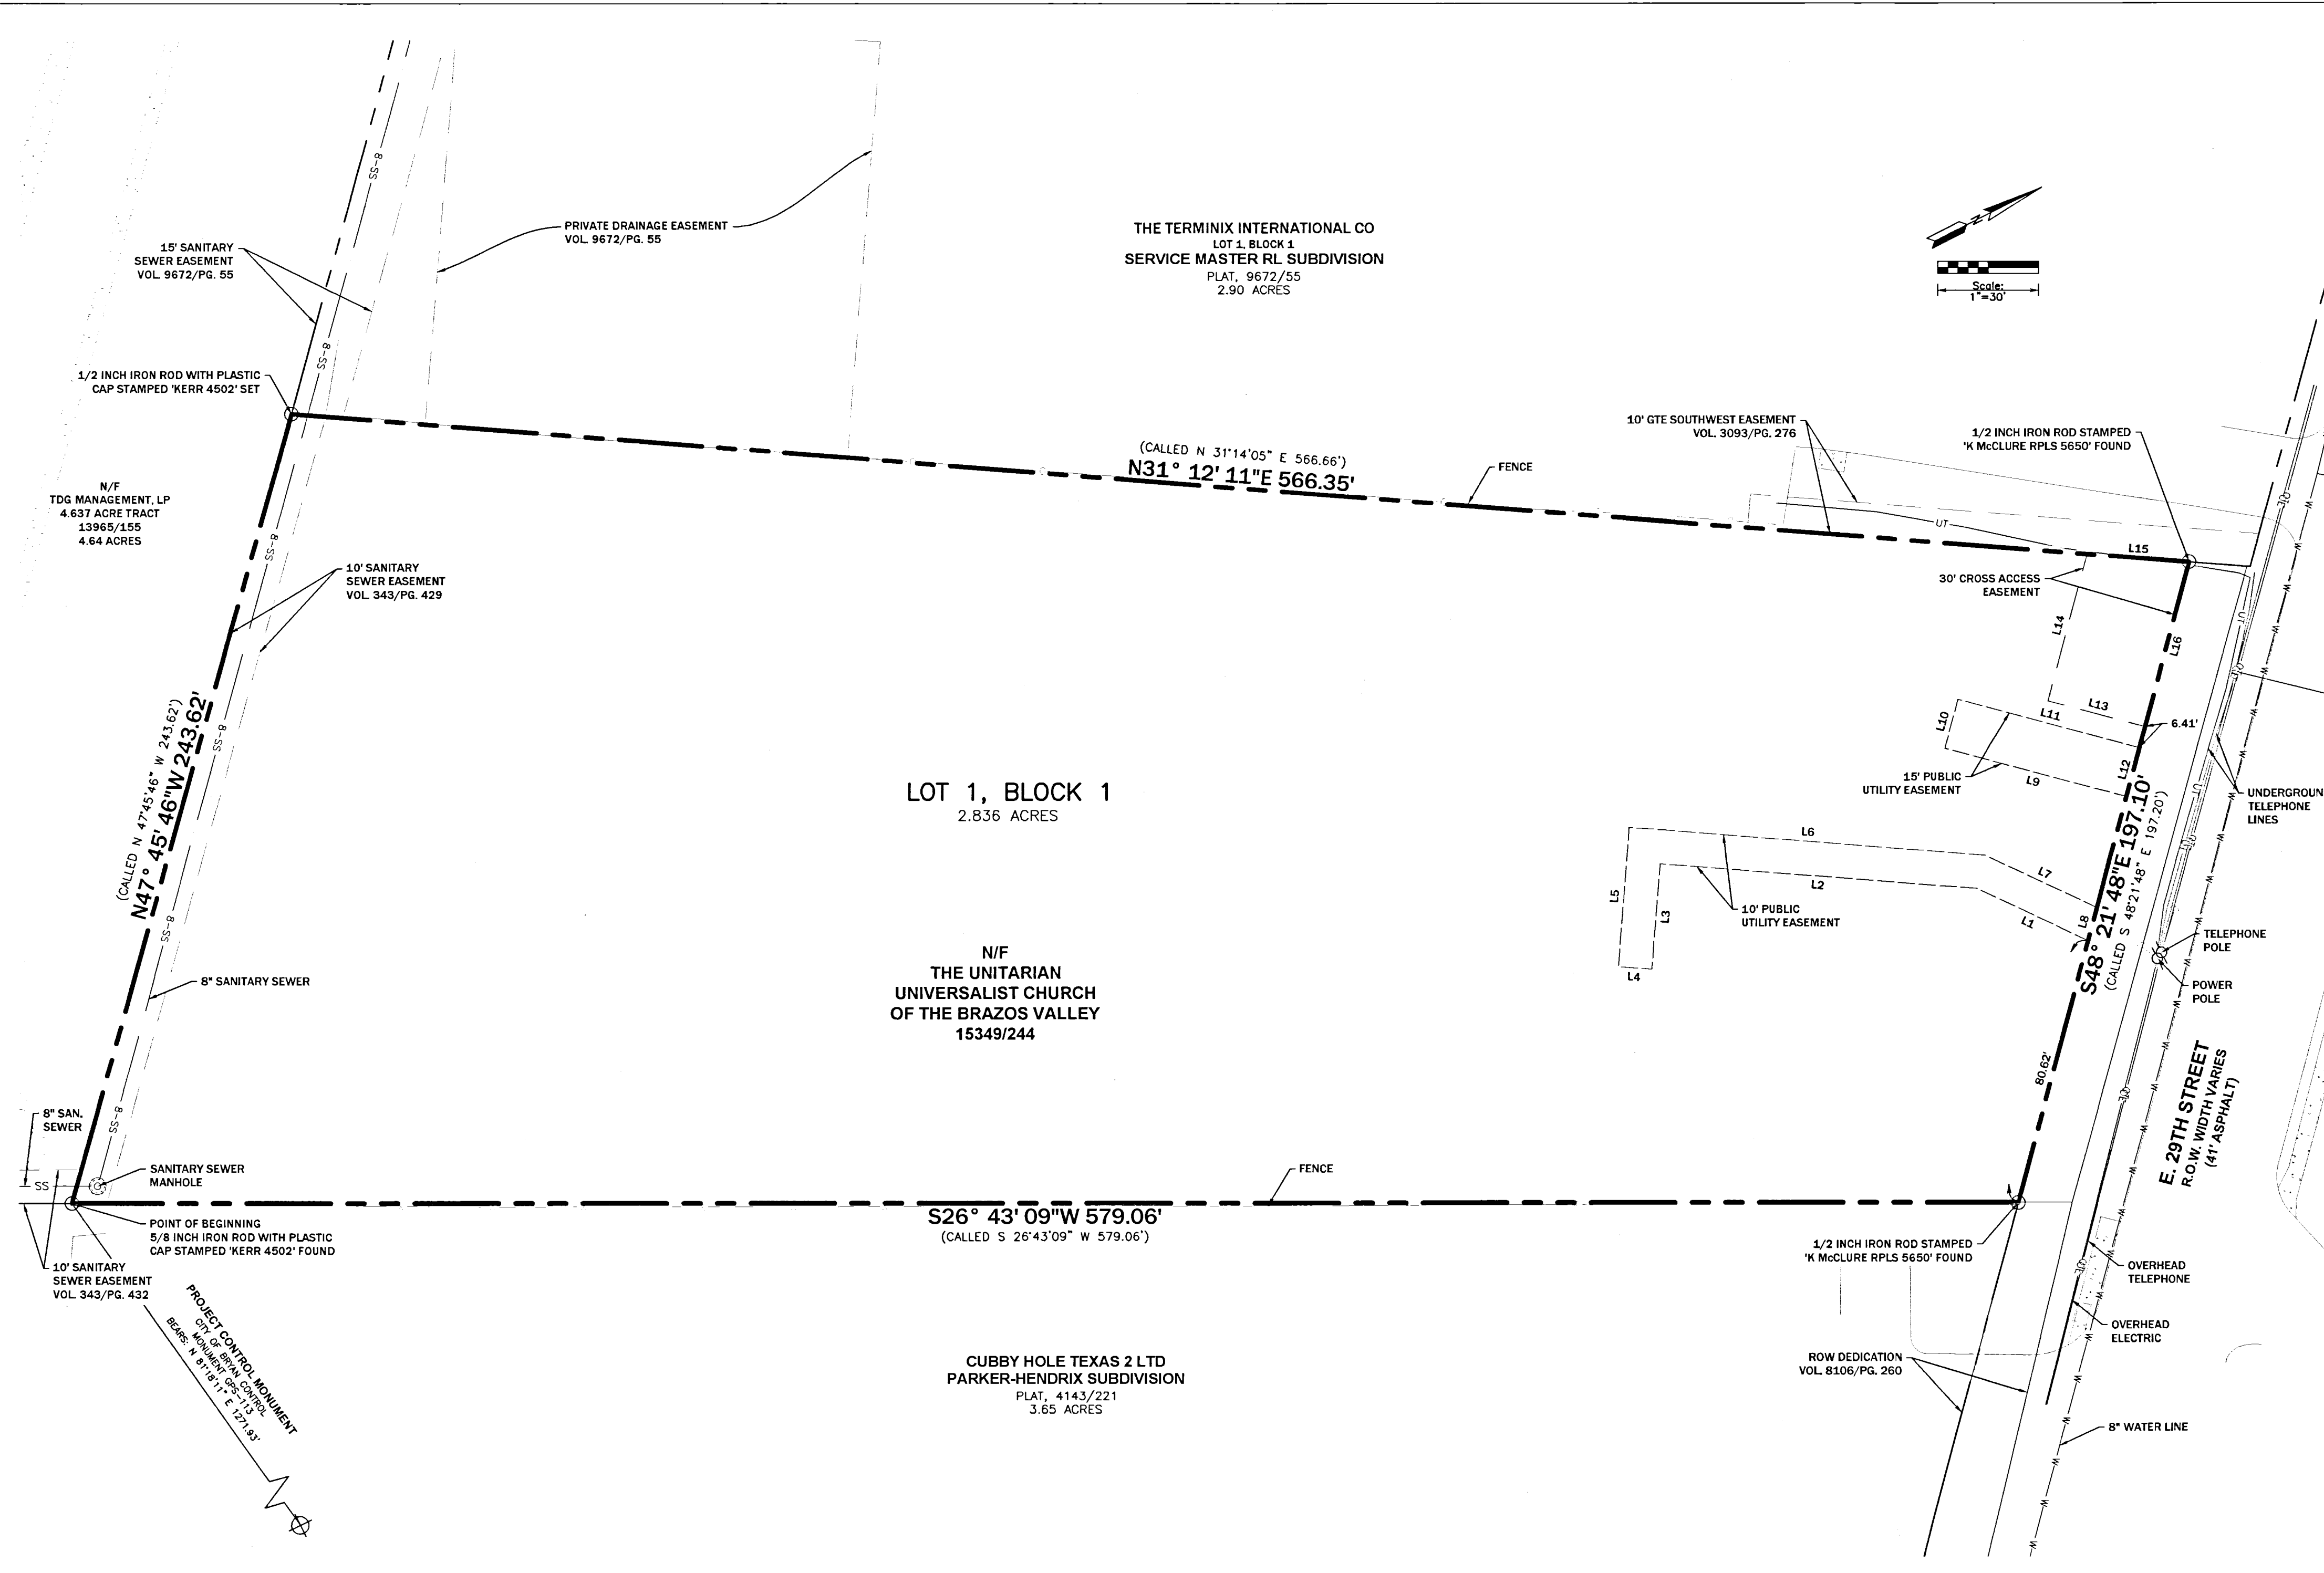 15' SANITARY
SEWER EASEMENT
VOL. 9672/PG. 55
PRIVATE DRAINAGE EASEMENT
VOL. 9672/PG. 55
THE TERMINIX INTERNATIONAL CO
LOT 1, BLOCK 1
SERVICE MASTER RL SUBDIVISION
PLAT, 9672/55
2.90 ACRES
N
Scale:
1"=30'
1/2 INCH IRON ROD WITH PLASTIC
CAP STAMPED 'KERR 4502' SET
8-SS
8-SS
8-SS
8-SS
8-SS
8-SS
N/F
TDG MANAGEMENT, LP
4.637 ACRE TRACT
13965/155
4.64 ACRES
(CALLED N 31°14'05" E 566.66')
N31° 12' 11"E 566.35'
FENCE
10' GTE SOUTHWEST EASEMENT
VOL. 3093/PG. 276
1/2 INCH IRON ROD STAMPED
'K McCLURE RPLS 5650' FOUND
UT
L15
30' CROSS ACCESS
EASEMENT
L14
L16
L13
6.41'
L10
L11
L12
L9
15' PUBLIC
UTILITY EASEMENT
UNDERGROUN
TELEPHONE
LINES
10' SANITARY
SEWER EASEMENT
VOL. 343/PG. 429
(CALLED N 47°45'46" W 243.62')
N47° 45' 46"W 243.62'
LOT 1, BLOCK 1
2.836 ACRES
L6
L7
L5
L2
L3
L1
L8
L4
10' PUBLIC
UTILITY EASEMENT
S48° 21' 48"E 197.10'
(CALLED S 48°21'48" E 197.20')
TELEPHONE
POLE
POWER
POLE
8" SANITARY SEWER
N/F
THE UNITARIAN
UNIVERSALIST CHURCH
OF THE BRAZOS VALLEY
15349/244
80.62'
E. 29TH STREET
R.O.W. WIDTH VARIES
(41' ASPHALT)
8" SAN.
SEWER
SS
SANITARY SEWER
MANHOLE
FENCE
S26° 43' 09"W 579.06'
(CALLED S 26°43'09" W 579.06')
POINT OF BEGINNING
5/8 INCH IRON ROD WITH PLASTIC
CAP STAMPED 'KERR 4502' FOUND
10' SANITARY
SEWER EASEMENT
VOL. 343/PG. 432
PROJECT CONTROL MONUMENT
CITY OF BRYAN CONTROL
MONUMENT GPS-113
BEARS: N 81°18'11" E 1271.93'
1/2 INCH IRON ROD STAMPED
'K McCLURE RPLS 5650' FOUND
OVERHEAD
TELEPHONE
OVERHEAD
ELECTRIC
CUBBY HOLE TEXAS 2 LTD
PARKER-HENDRIX SUBDIVISION
PLAT, 4143/221
3.65 ACRES
ROW DEDICATION
VOL. 8106/PG. 260
8" WATER LINE